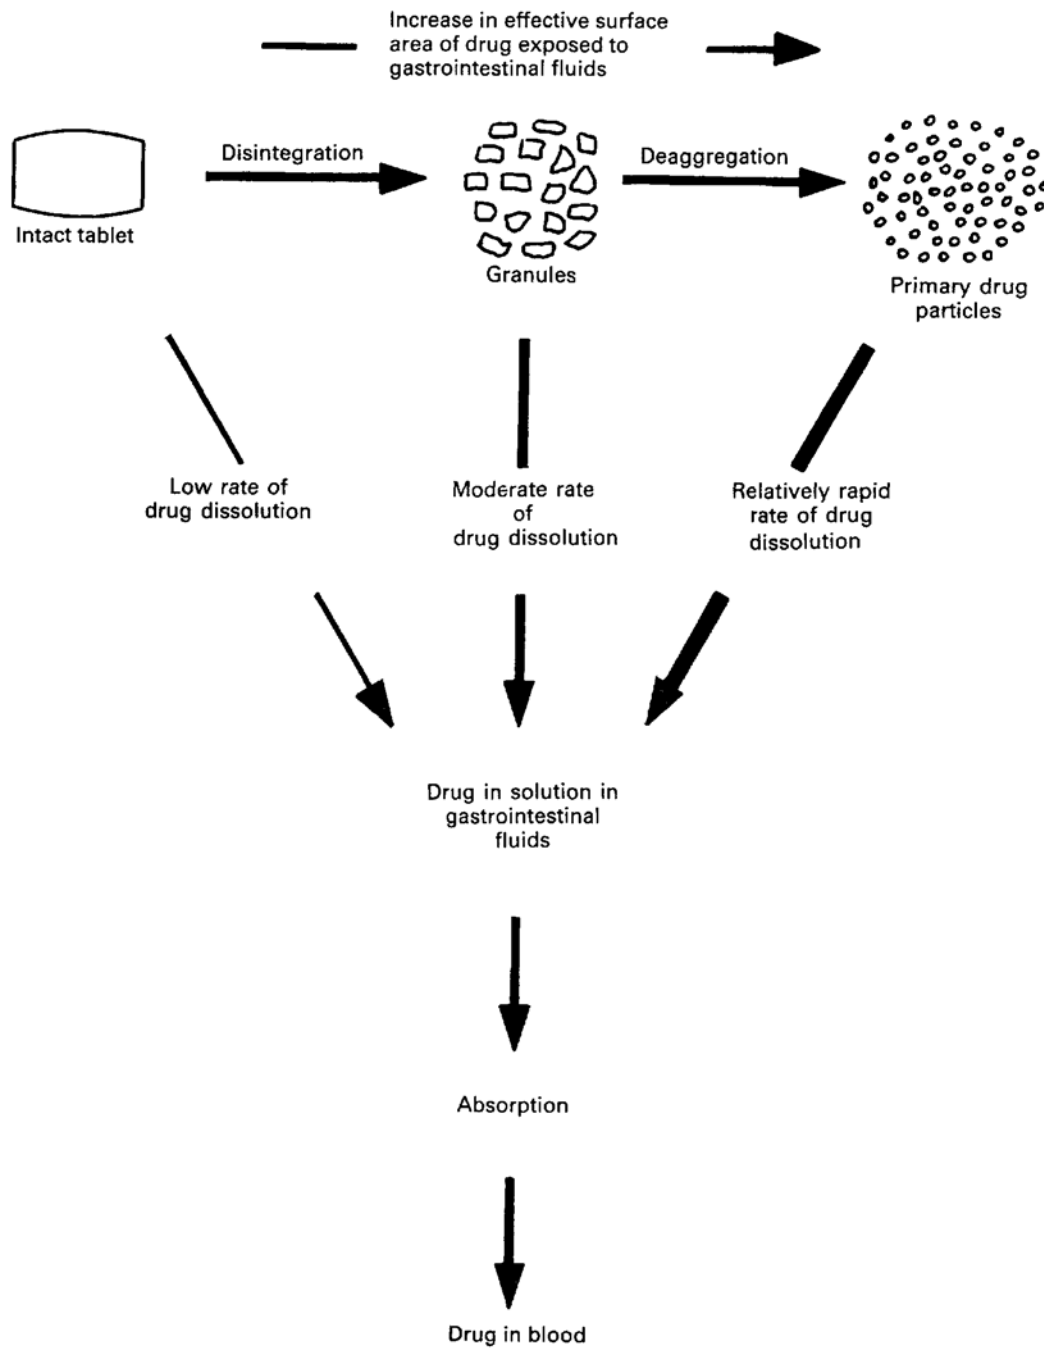 Increase in effective surface
area of drug exposed to
gastrointestinal fluids
Disintegration
Deaggregation
Intact tablet
Granules
Primary drug
particles
Low rate of
drug dissolution
Moderate rate
of
drug dissolution
Relatively rapid
rate of drug
dissolution
Drug in solution in
gastrointestinal
fluids
Absorption
Drug in blood